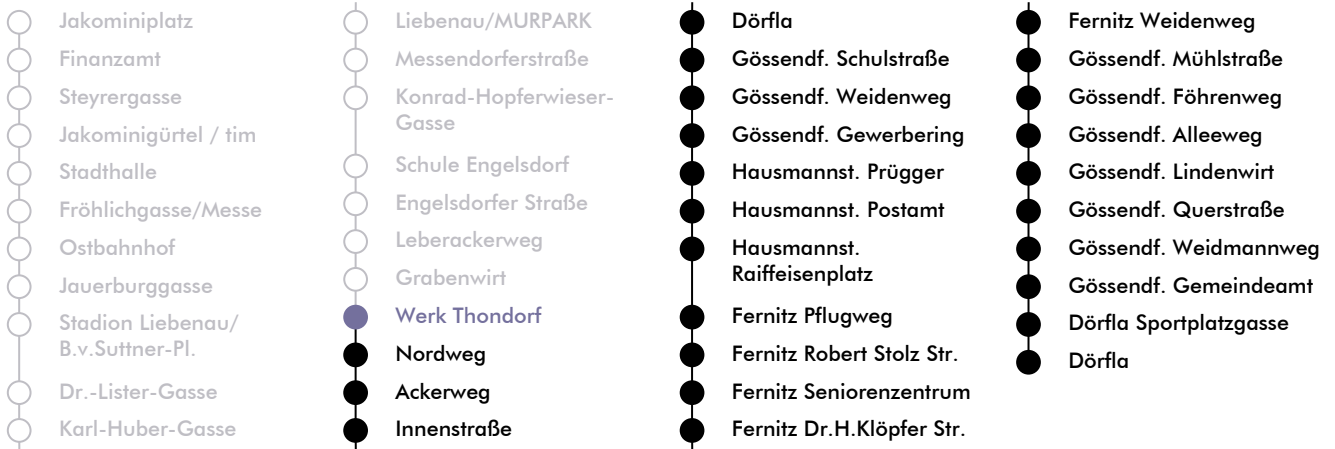 Jakominiplatz
Finanzamt
Steyrergasse
Jakominigürtel / tim
Stadthalle
Fröhlichgasse/Messe
Ostbahnhof
Jauerburggasse
Stadion Liebenau/
B.v.Suttner-Pl.
Dr.-Lister-Gasse
Karl-Huber-Gasse
Liebenau/MURPARK
Messendorferstraße
Konrad-Hopferwieser-
Gasse
Schule Engelsdorf
Engelsdorfer Straße
Leberackerweg
Grabenwirt
Werk Thondorf
Nordweg
Ackerweg
Innenstraße
Dörfla
Gössendf. Schulstraße
Gössendf. Weidenweg
Gössendf. Gewerbering
Hausmannst. Prügger
Hausmannst. Postamt
Hausmannst.
Raiffeisenplatz
Fernitz Pflugweg
Fernitz Robert Stolz Str.
Fernitz Seniorenzentrum
Fernitz Dr.H.Klöpfer Str.
Fernitz Weidenweg
Gössendf. Mühlstraße
Gössendf. Föhrenweg
Gössendf. Alleeweg
Gössendf. Lindenwirt
Gössendf. Querstraße
Gössendf. Weidmannweg
Gössendf. Gemeindeamt
Dörfla Sportplatzgasse
Dörfla